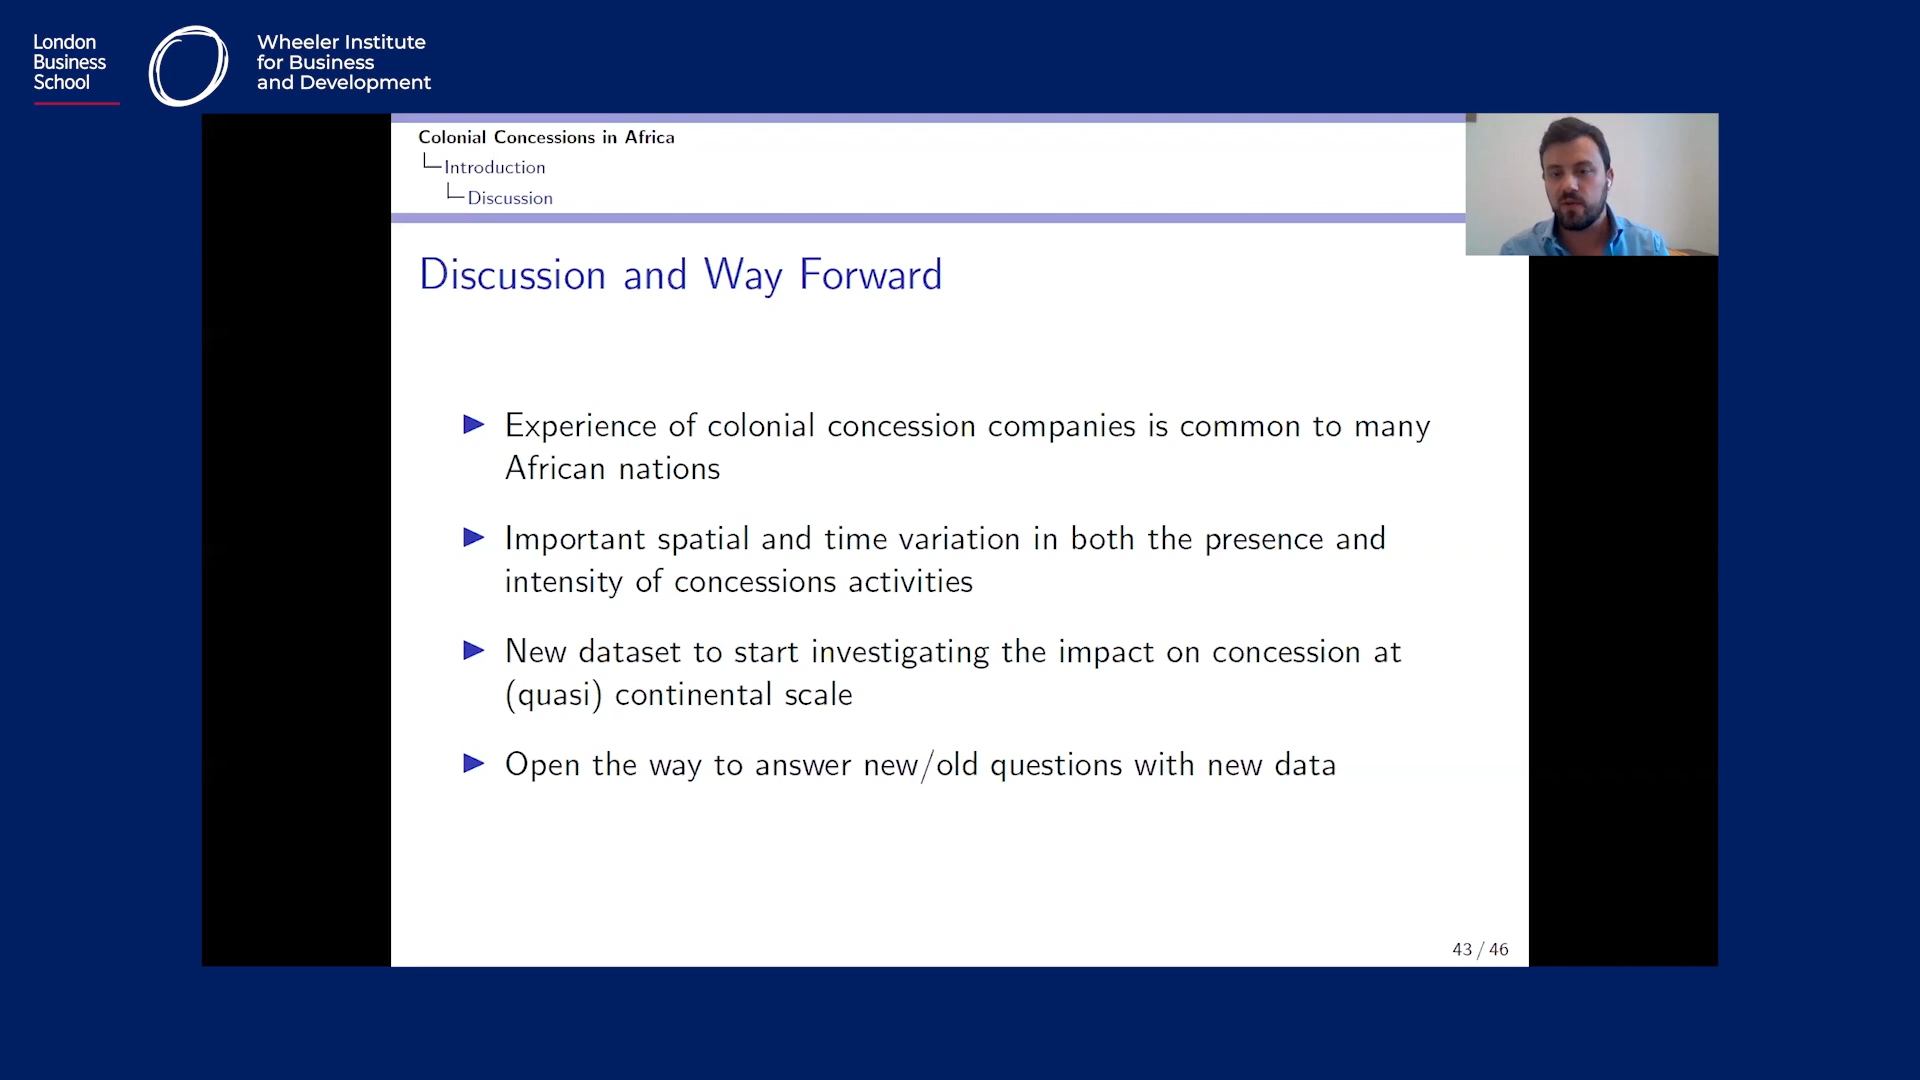 London
Business
School
Wheeler Institute
for Business
and Development
Colonial Concessions in Africa
Introduction
Discussion
Discussion and Way Forward
Experience of colonial concession companies is common to many
African nations
Important spatial and time variation in both the presence and
intensity of concessions activities
New dataset to start investigating the impact on concession at
(quasi) continental scale
Open the way to answer new/old questions with new data
43 / 46